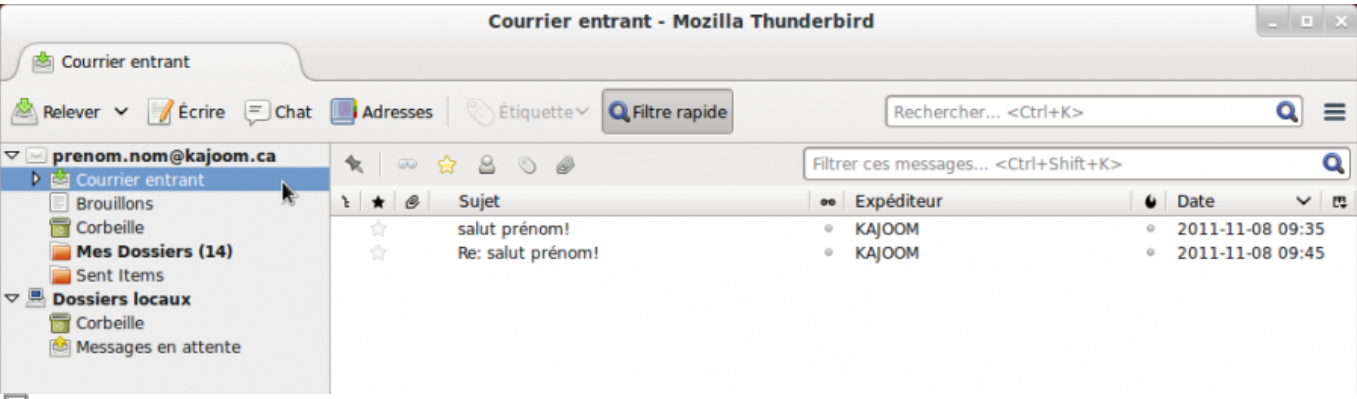 Courrier entrant - Mozilla Thunderbird
Courrier entrant
Relever Écrire Chat Adresses Étiquette Filtre rapide Rechercher... <Ctrl+K>
prenom.nom@kajoom.ca
Courrier entrant
Brouillons
Corbeille
Mes Dossiers (14)
Sent Items
Dossiers locaux
Corbeille
Messages en attente
Filtrer ces messages... <Ctrl+Shift+K>
Sujet Expéditeur Date
salut prénom! KAJOOM 2011-11-08 09:35
Re: salut prénom! KAJOOM 2011-11-08 09:45